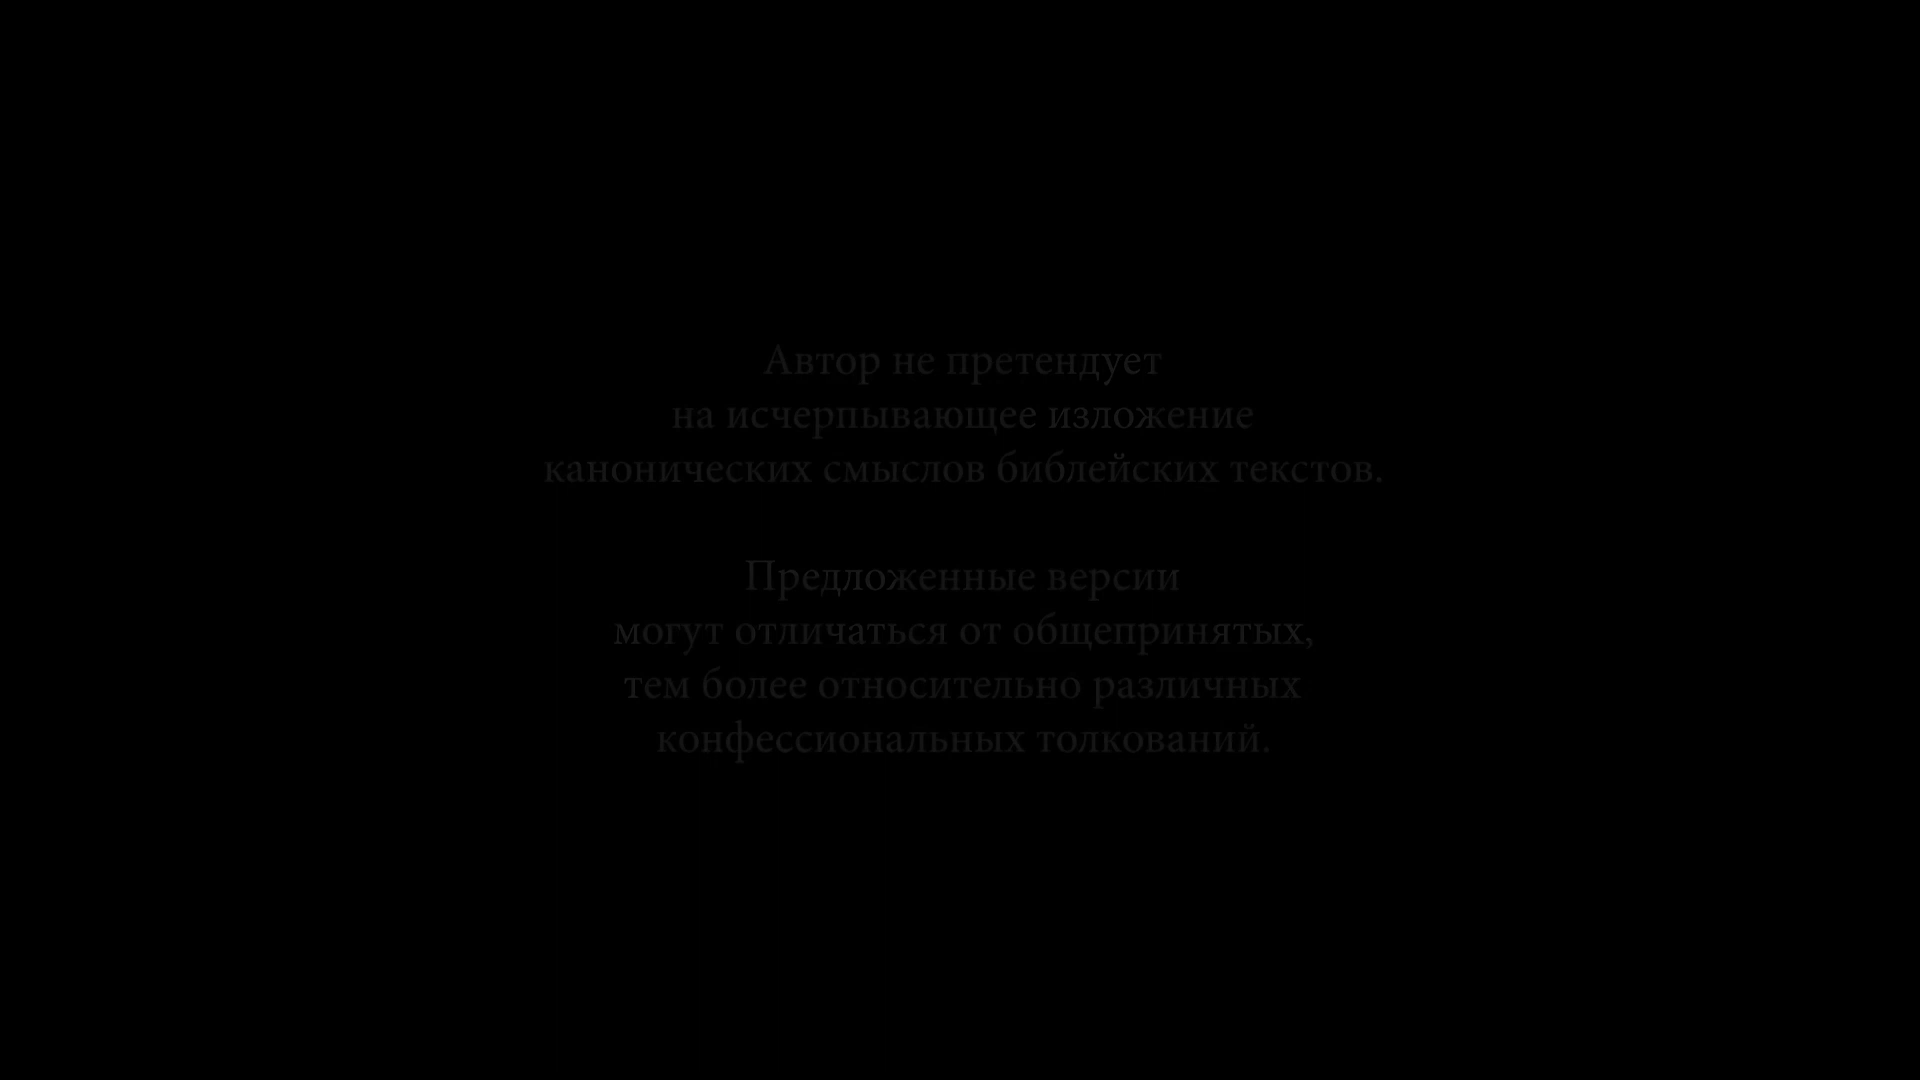 Автор не претендует
на исчерпывающее изложение
канонических смыслов библейских текстов.
Предложенные версии
могут отличаться от общепринятых,
тем более относительно различных
конфессиональных толкований.